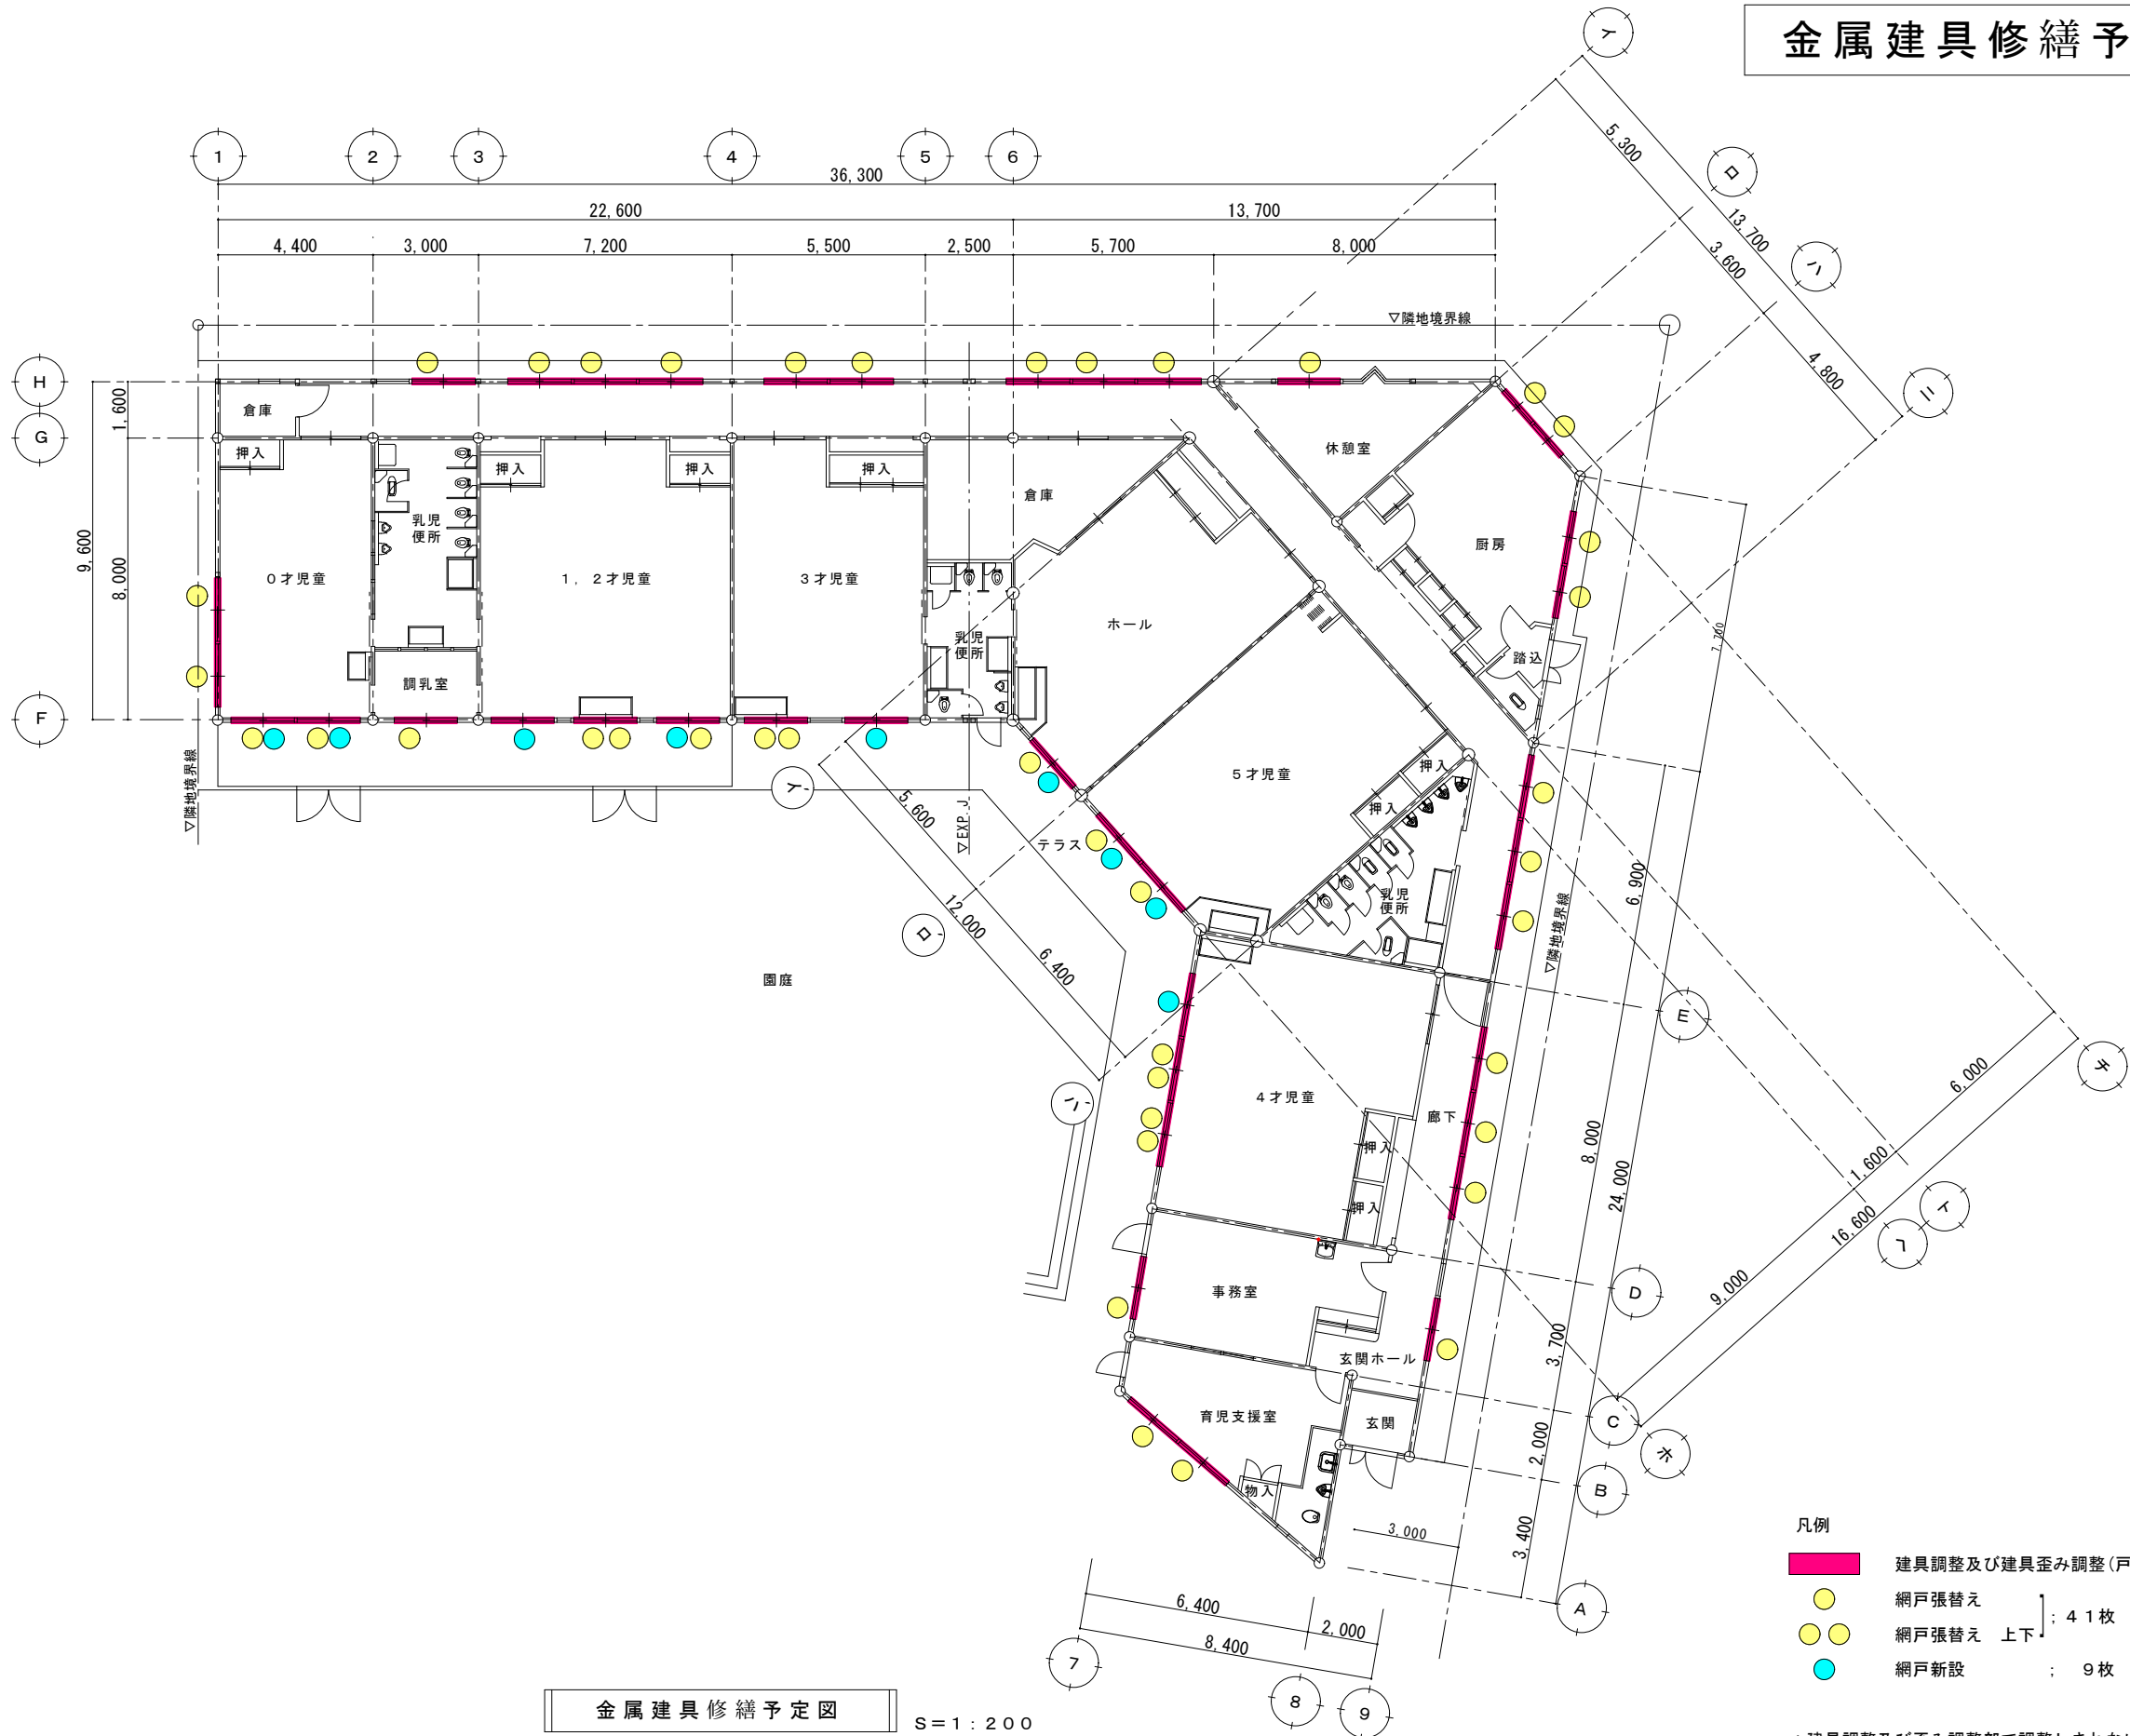 金属建具修繕予
イ
ロ
ハ
ニ
5,300
13,700
3,600
4,800
1
2
3
4
5
6
36,300
22,600
13,700
4,400
3,000
7,200
5,500
2,500
5,700
8,000
▽隣地境界線
H
G
F
1,600
9,600
8,000
倉庫
押入
押入
押入
押入
倉庫
休憩室
乳児
便所
厨房
0才児童
1,2才児童
3才児童
ホール
乳児
便所
踏込
7,700
調乳室
5才児童
押入
押入
▽隣地境界線
イ'
▽EXP.J
テラス
5,600
12,000
6,400
ロ'
ハ'
乳児
便所
6,900
▽隣地境界線
園庭
E
4才児童
廊下
押入
押入
8,000
24,000
6,000
チ
1,600
16,600
ト
ヘ
9,000
D
事務室
玄関ホール
3,700
育児支援室
玄関
C
ホ
2,000
B
物入
3,000
3,400
A
6,400
2,000
8,400
7
8
9
凡例
建具調整及び建具歪み調整(戸
網戸張替え
; 41枚
網戸張替え 上下
網戸新設 ; 9枚
金属建具修繕予定図
S=1:200